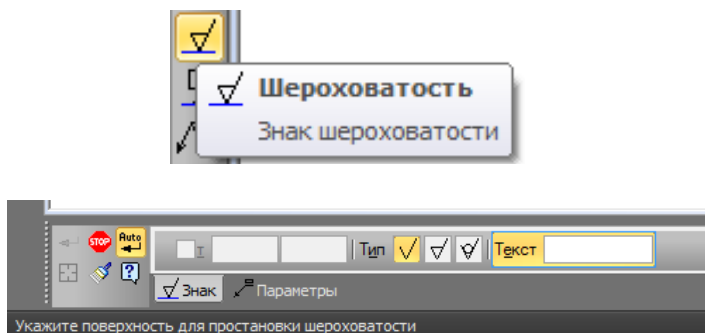 Шероховатость
Знак шероховатости
STOP Auto т Тип Текст
Знак Параметры
Укажите поверхность для простановки шероховатости